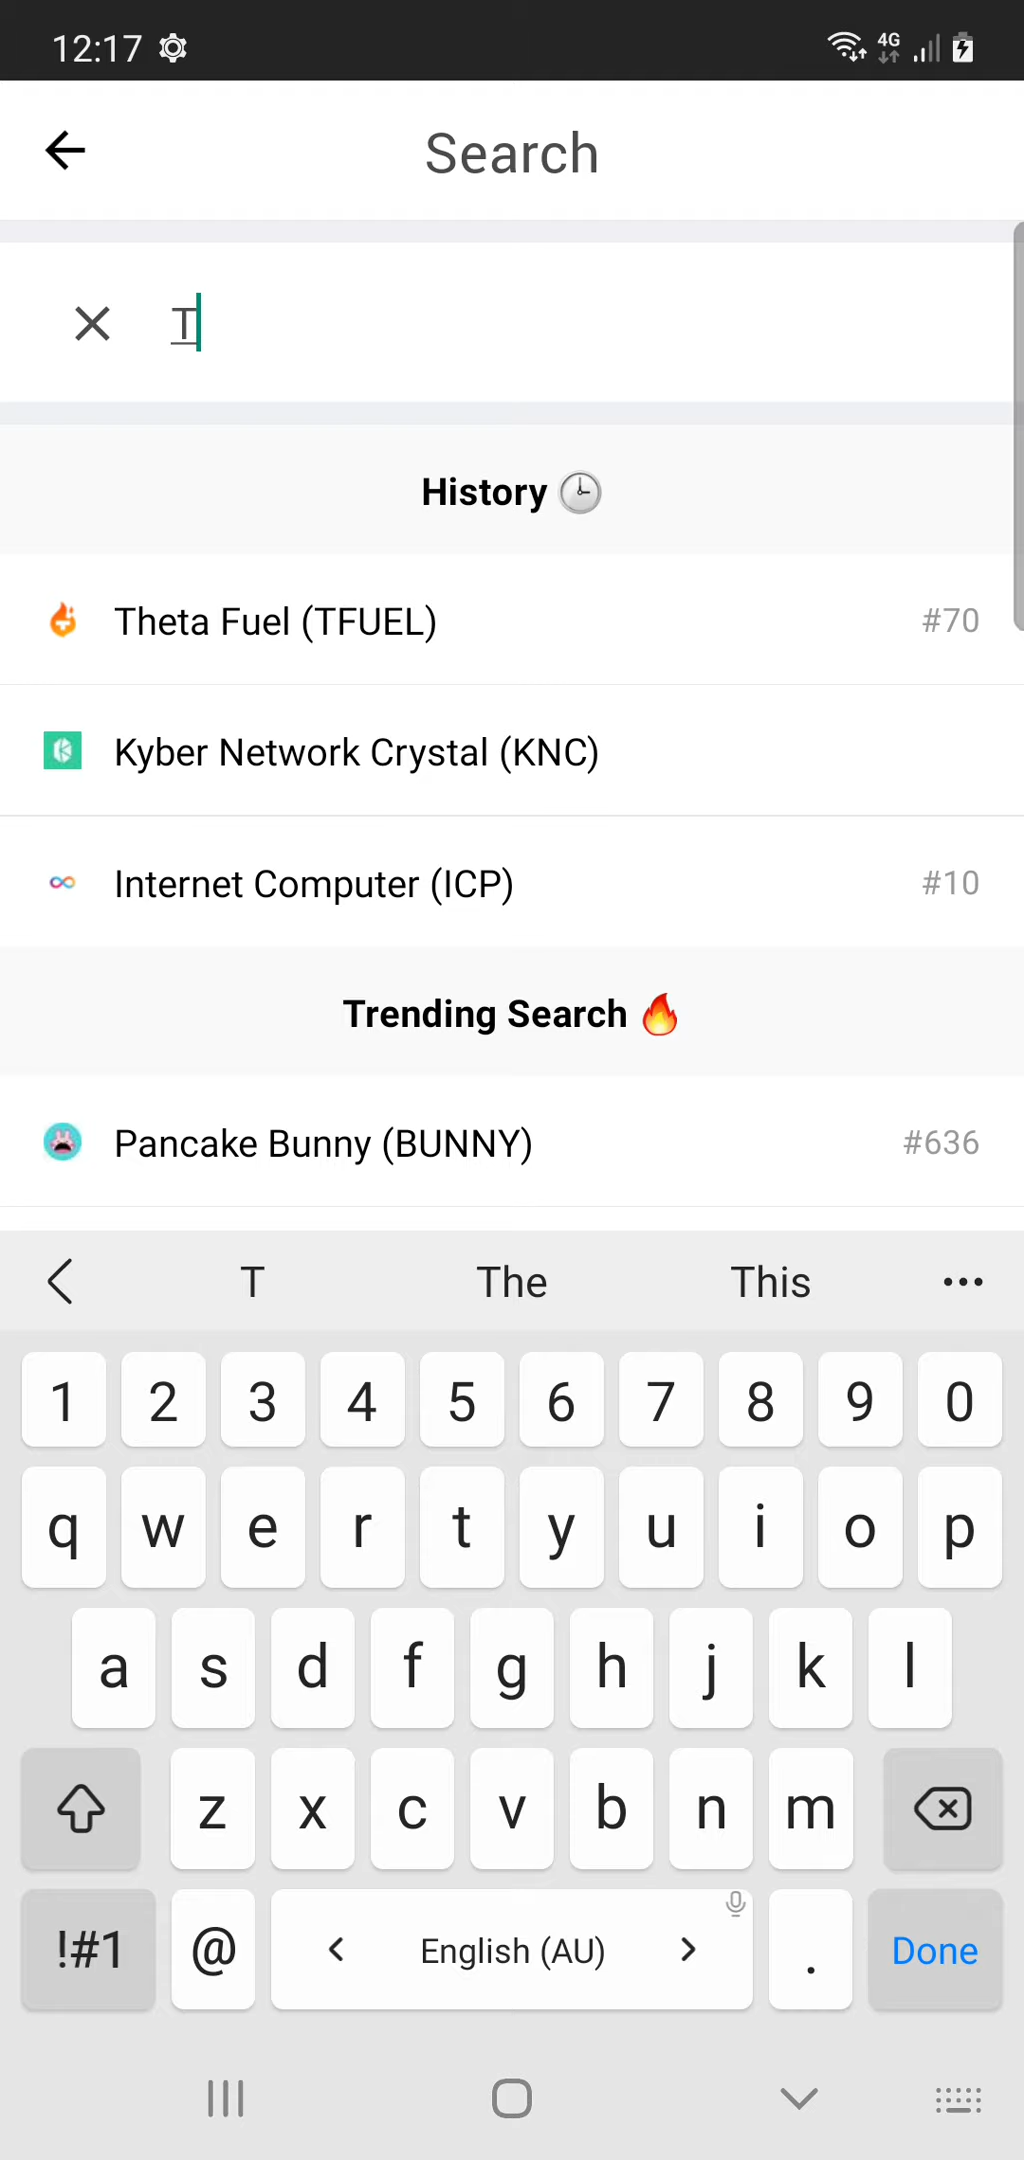 12:17 4G
Search
T
History
Theta Fuel (TFUEL) #70
Kyber Network Crystal (KNC)
Internet Computer (ICP) #10
Trending Search
Pancake Bunny (BUNNY) #636
T The This
1 2 3 4 5 6 7 8 9 0
q w e r t y u i o p
a s d f g h j k l
z x c v b n m
!#1 @ English (AU) . Done